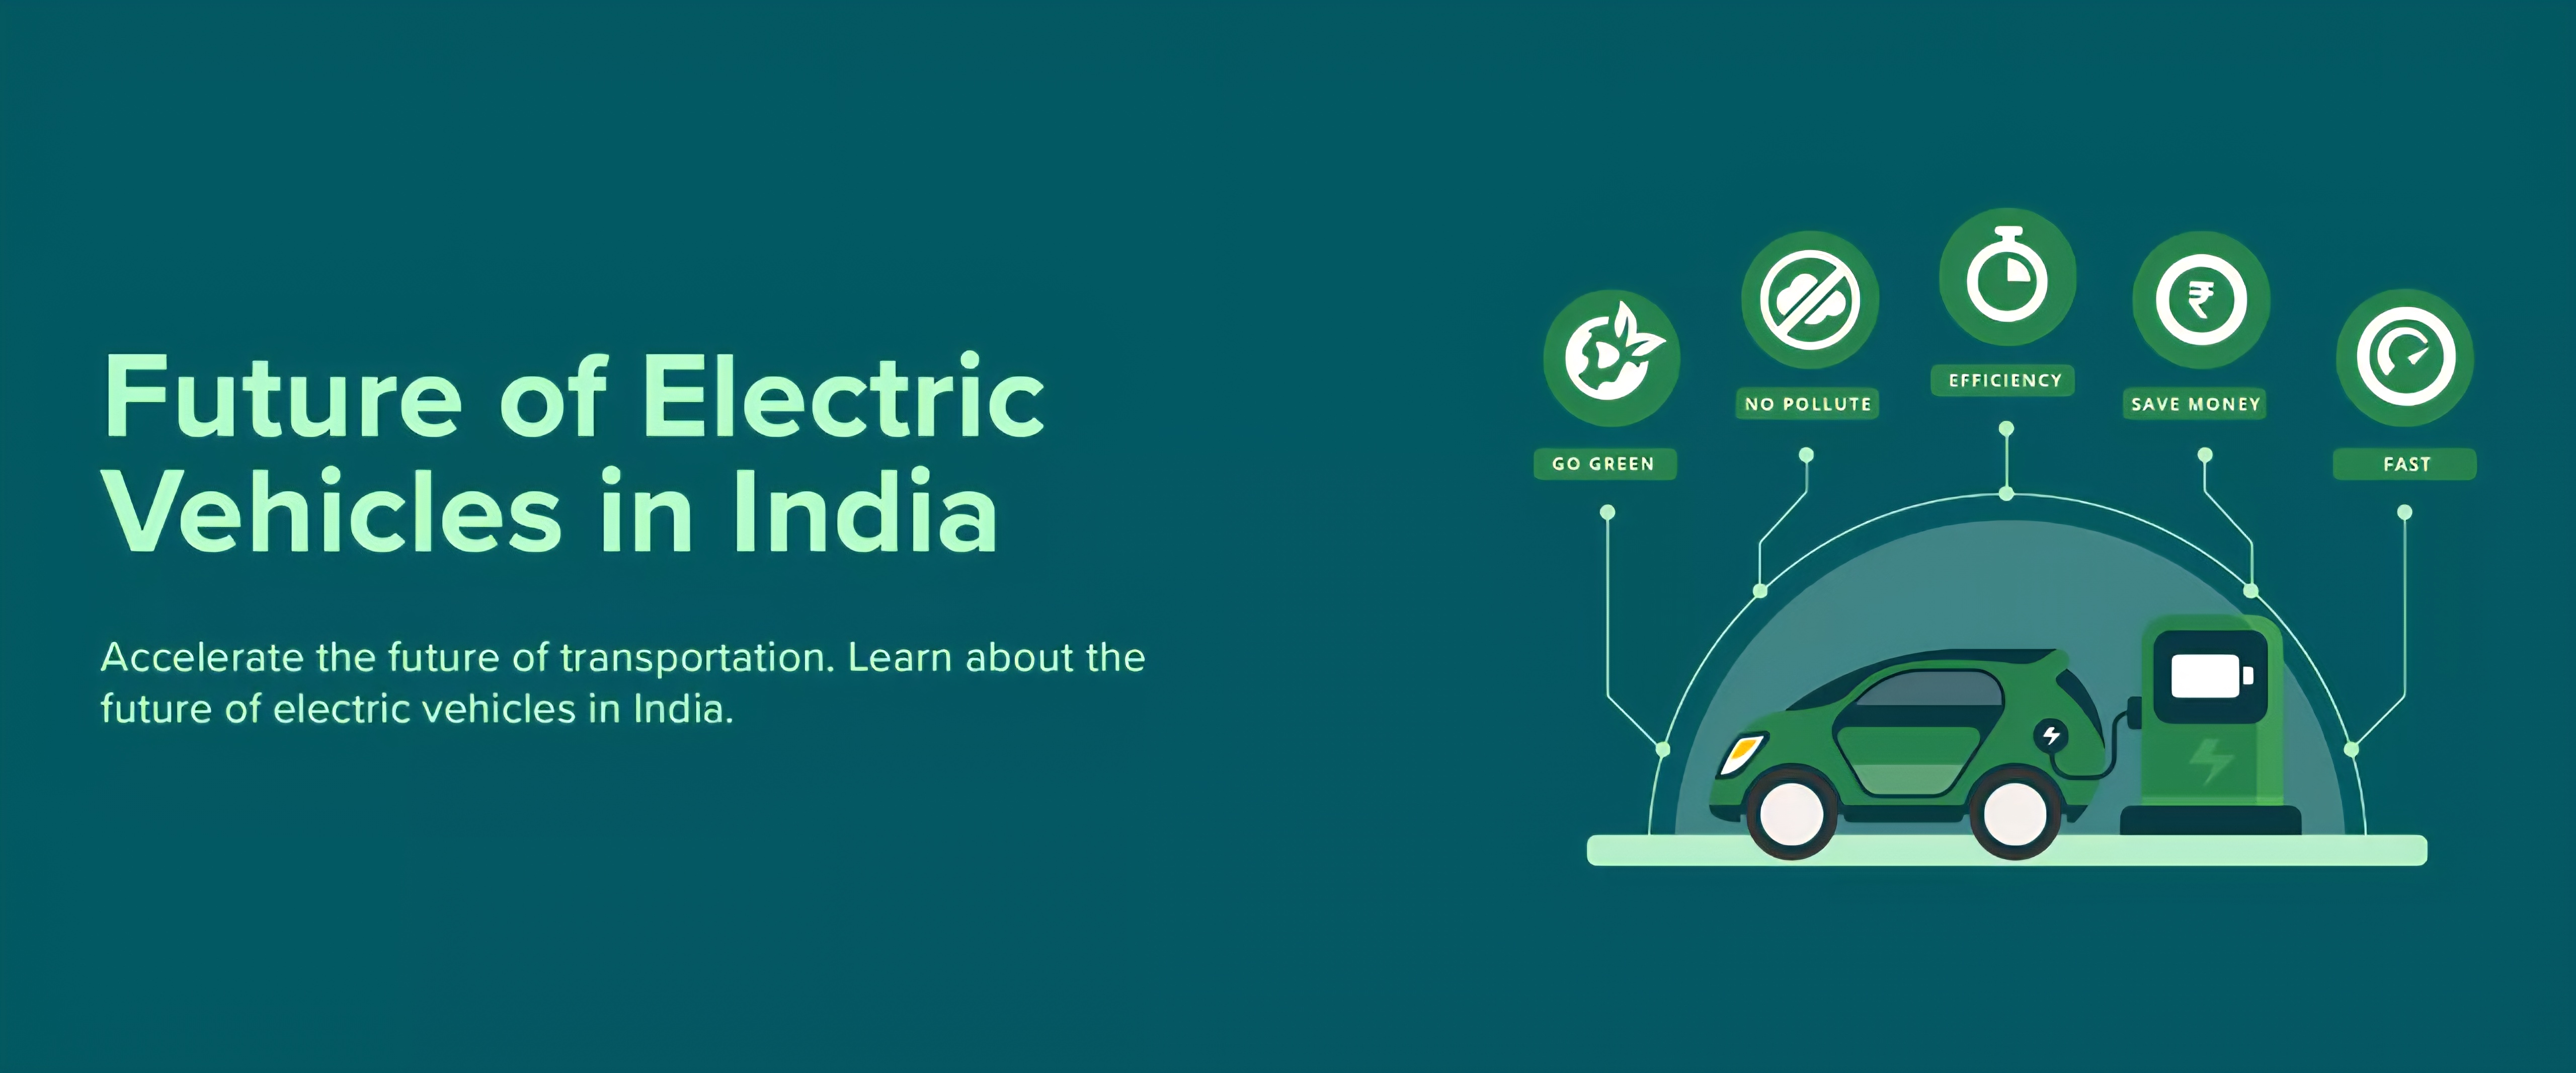 Future of Electric
Vehicles in India
Accelerate the future of transportation. Learn about the
future of electric vehicles in India.
GO GREEN
NO POLLUTE
EFFICIENCY
SAVE MONEY
FAST
₹